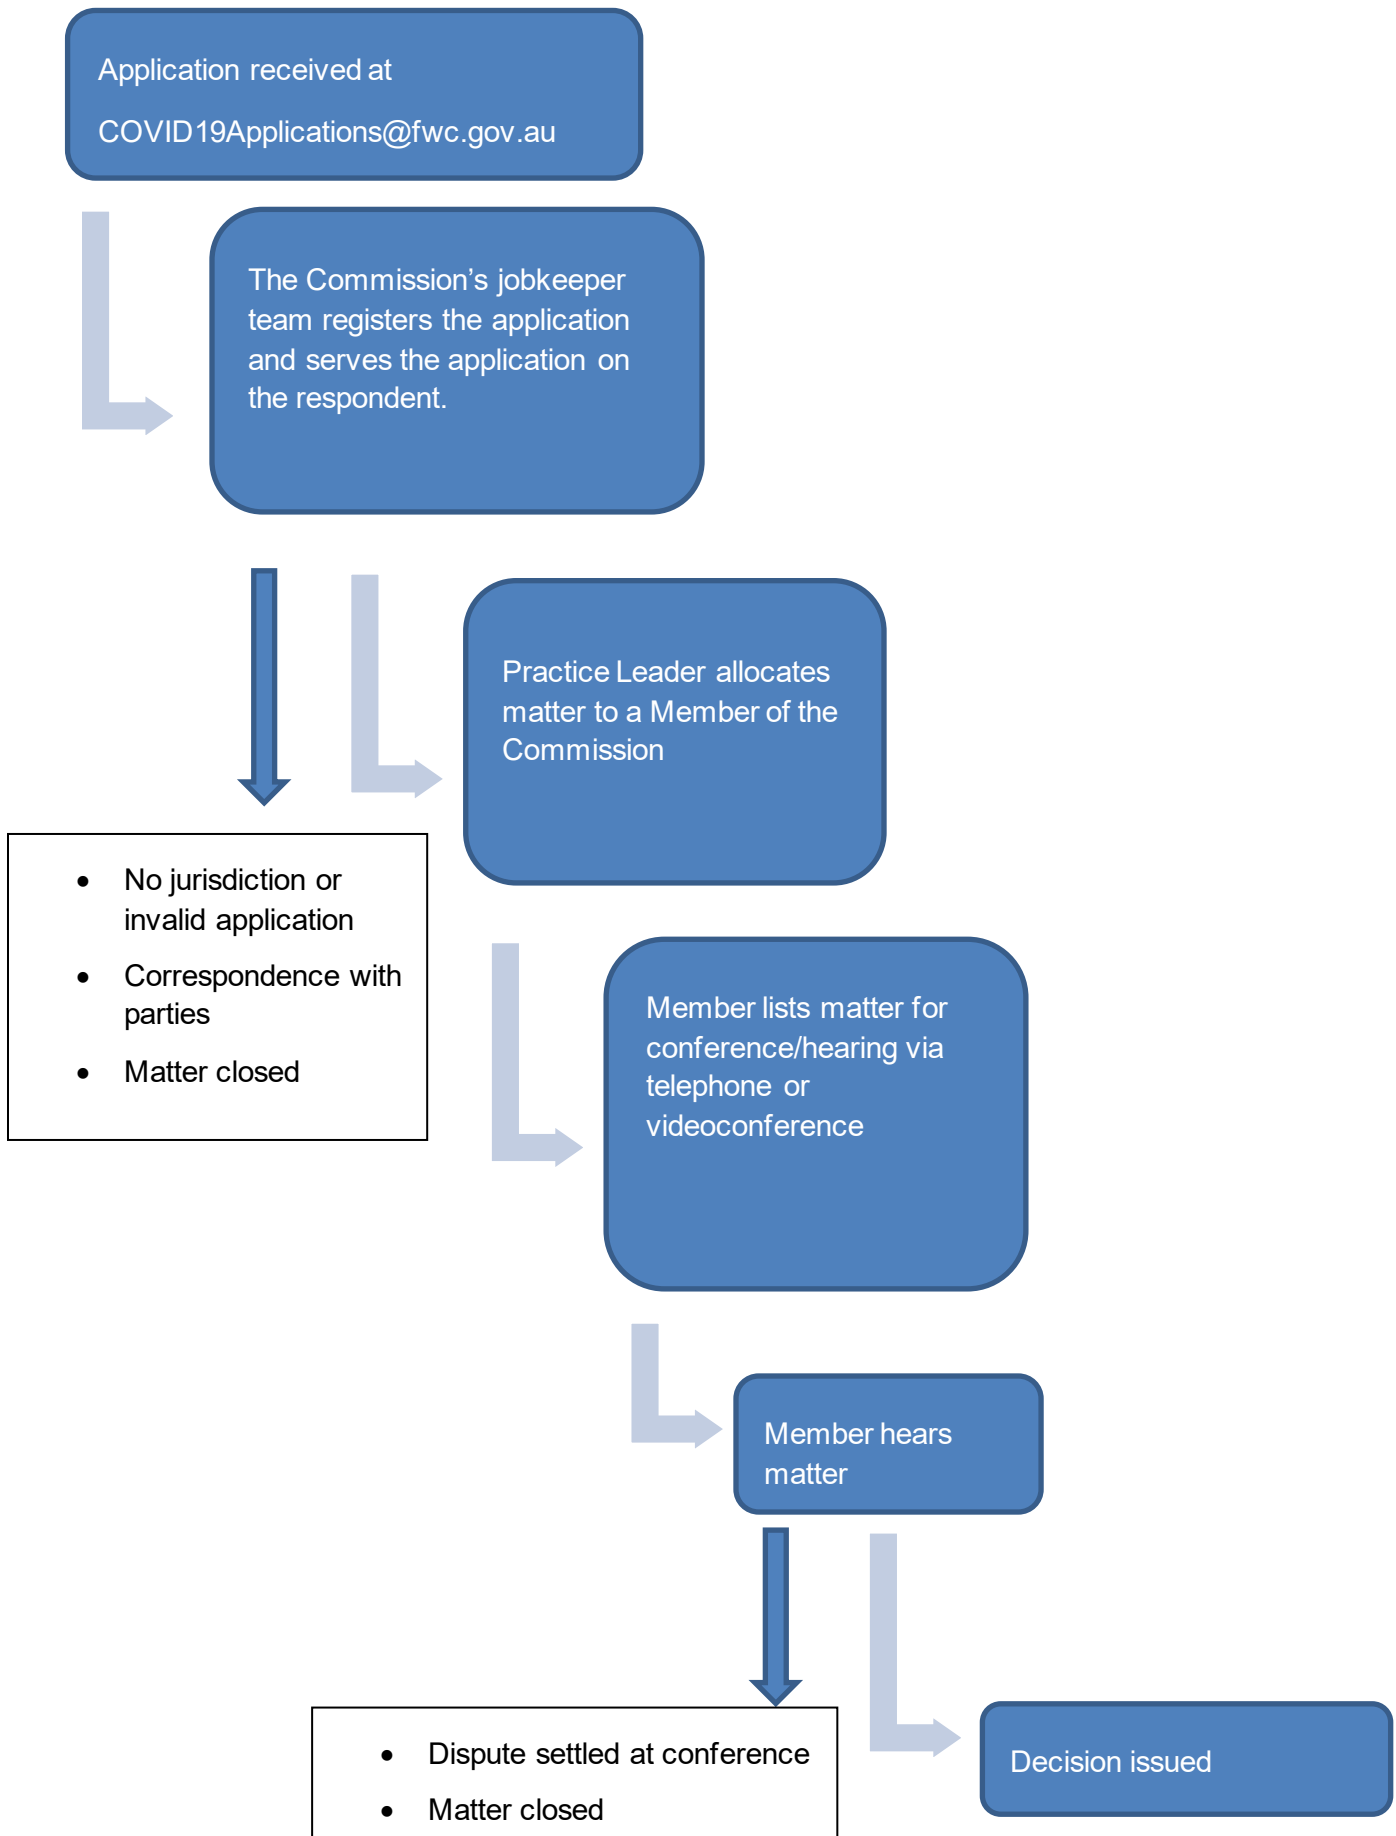 Application received at
COVID19Applications@fwc.gov.au
The Commission’s jobkeeper
team registers the application
and serves the application on
the respondent.
Practice Leader allocates
matter to a Member of the
Commission
• No jurisdiction or
invalid application
• Correspondence with
parties
• Matter closed
Member lists matter for
conference/hearing via
telephone or
videoconference
Member hears
matter
• Dispute settled at conference
• Matter closed
Decision issued